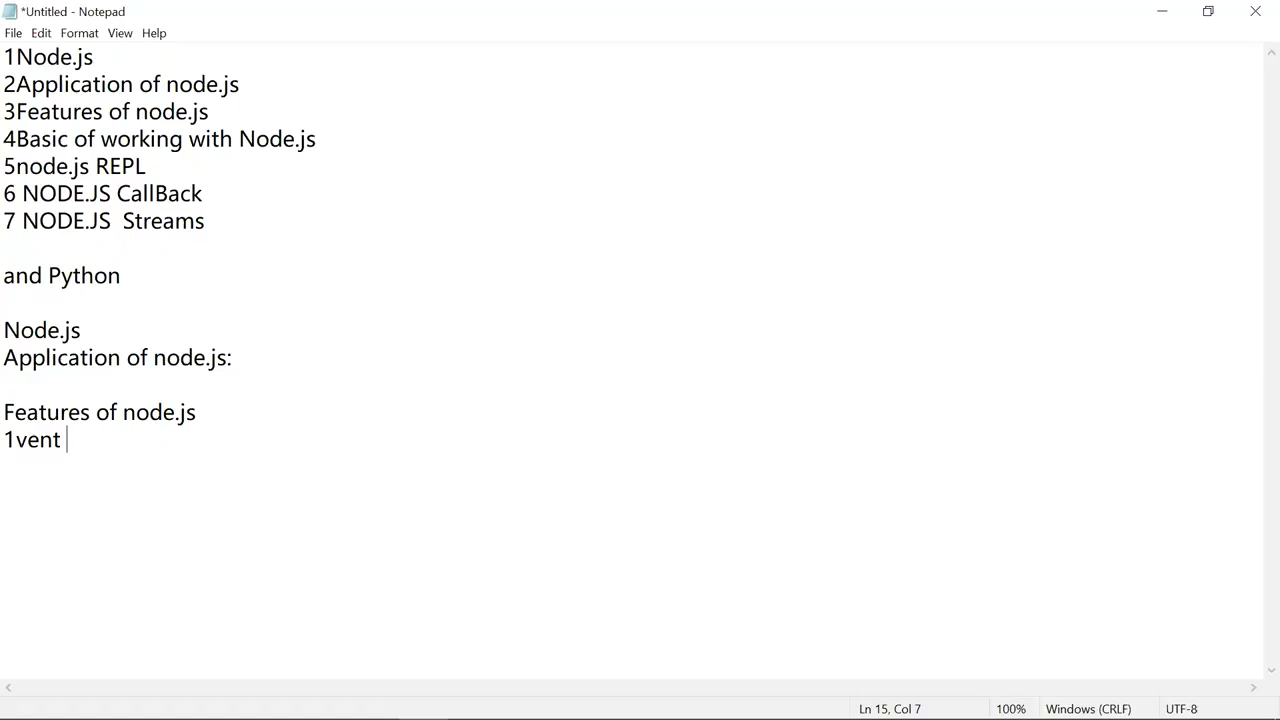 *Untitled - Notepad
File Edit Format View Help
1Node.js
2Application of node.js
3Features of node.js
4Basic of working with Node.js
5node.js REPL
6 NODE.JS CallBack
7 NODE.JS  Streams
and Python
Node.js
Application of node.js:
Features of node.js
1vent
Ln 15, Col 7 100% Windows (CRLF) UTF-8